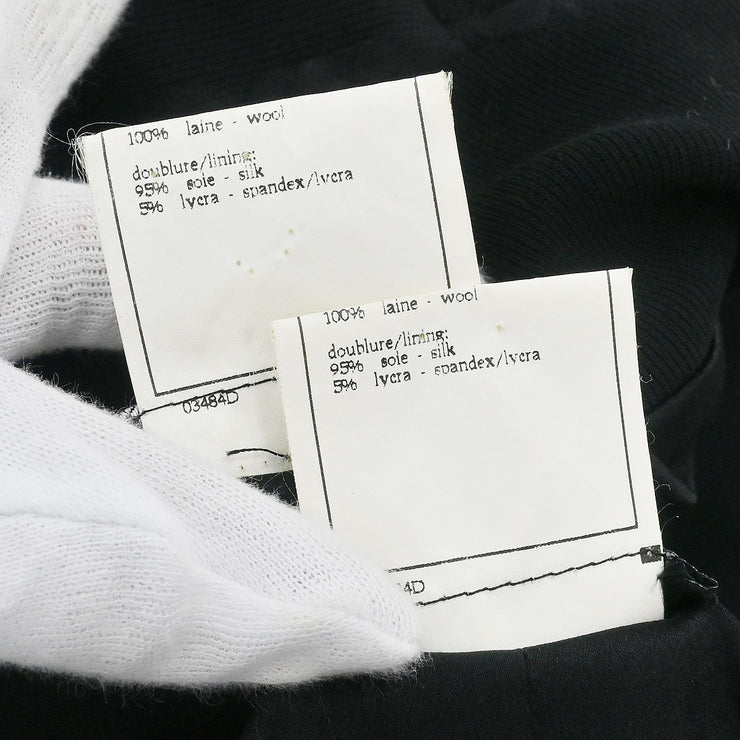 100% laine - wool
doublure/lining:
95% soie - silk
5% lycra - spandex/lycra
03484D
100% laine - wool
doublure/lining:
95% soie - silk
5% lycra - spandex/lycra
4D